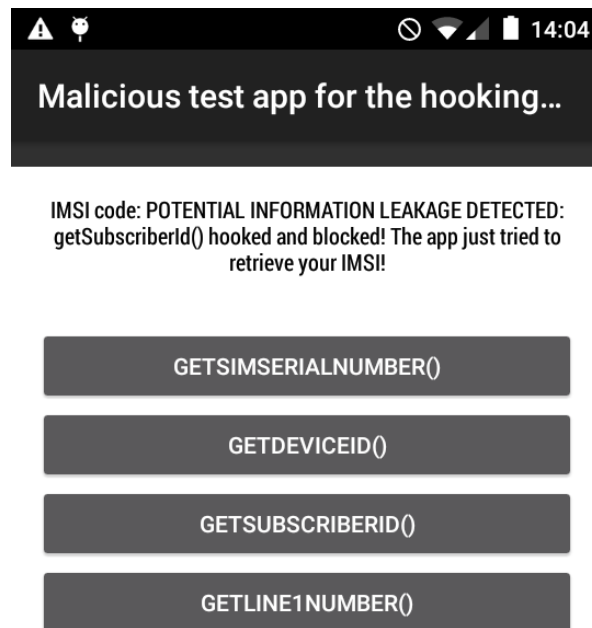 14:04
Malicious test app for the hooking...
IMSI code: POTENTIAL INFORMATION LEAKAGE DETECTED:
getSubscriberId() hooked and blocked! The app just tried to
retrieve your IMSI!
GETSIMSERIALNUMBER()
GETDEVICEID()
GETSUBSCRIBERID()
GETLINE1NUMBER()